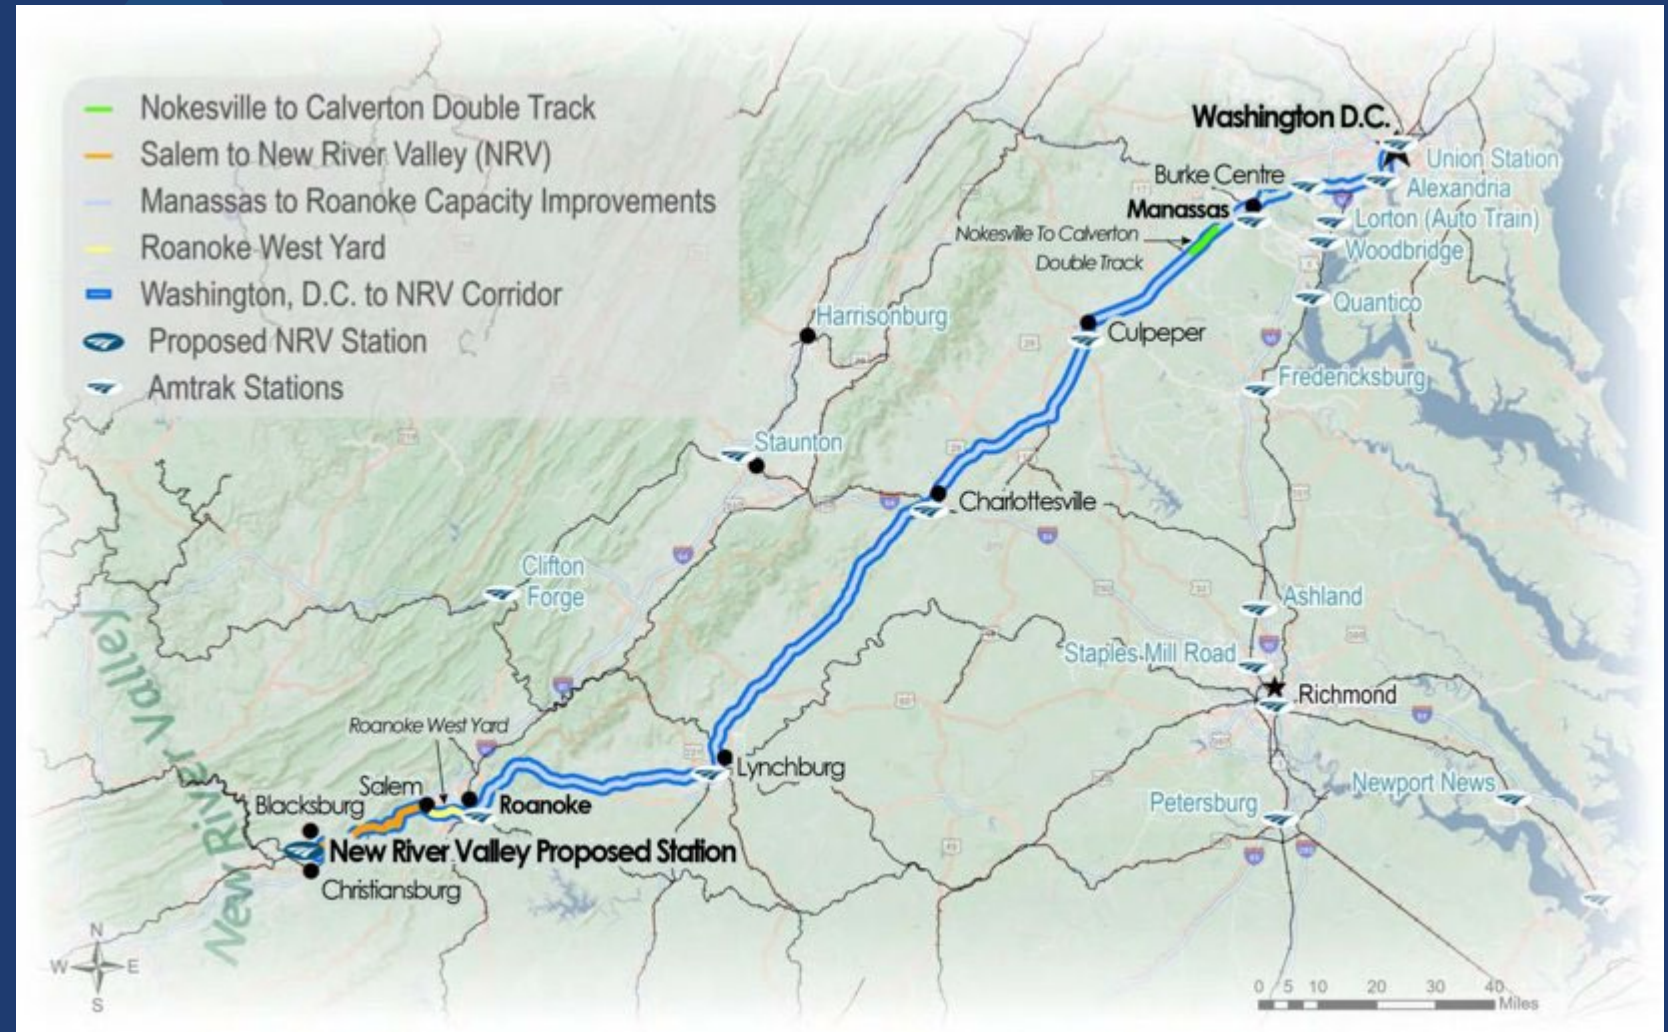 Nokesville to Calverton Double Track
Salem to New River Valley (NRV)
Manassas to Roanoke Capacity Improvements
Roanoke West Yard
Washington, D.C. to NRV Corridor
Proposed NRV Station
Amtrak Stations
Washington D.C.
Union Station
Burke Centre
Alexandria
Manassas
Lorton (Auto Train)
Nokesville To Calverton
Double Track
Woodbridge
Quantico
Harrisonburg
Culpeper
Fredericksburg
Staunton
Charlottesville
Clifton
Forge
Ashland
Staples Mill Road
Richmond
Roanoke West Yard
Lynchburg
Newport News
Salem
Blacksburg
Roanoke
Petersburg
New River Valley Proposed Station
Christiansburg
New River Valley
N
W E
S
0 5 10 20 30 40
Miles